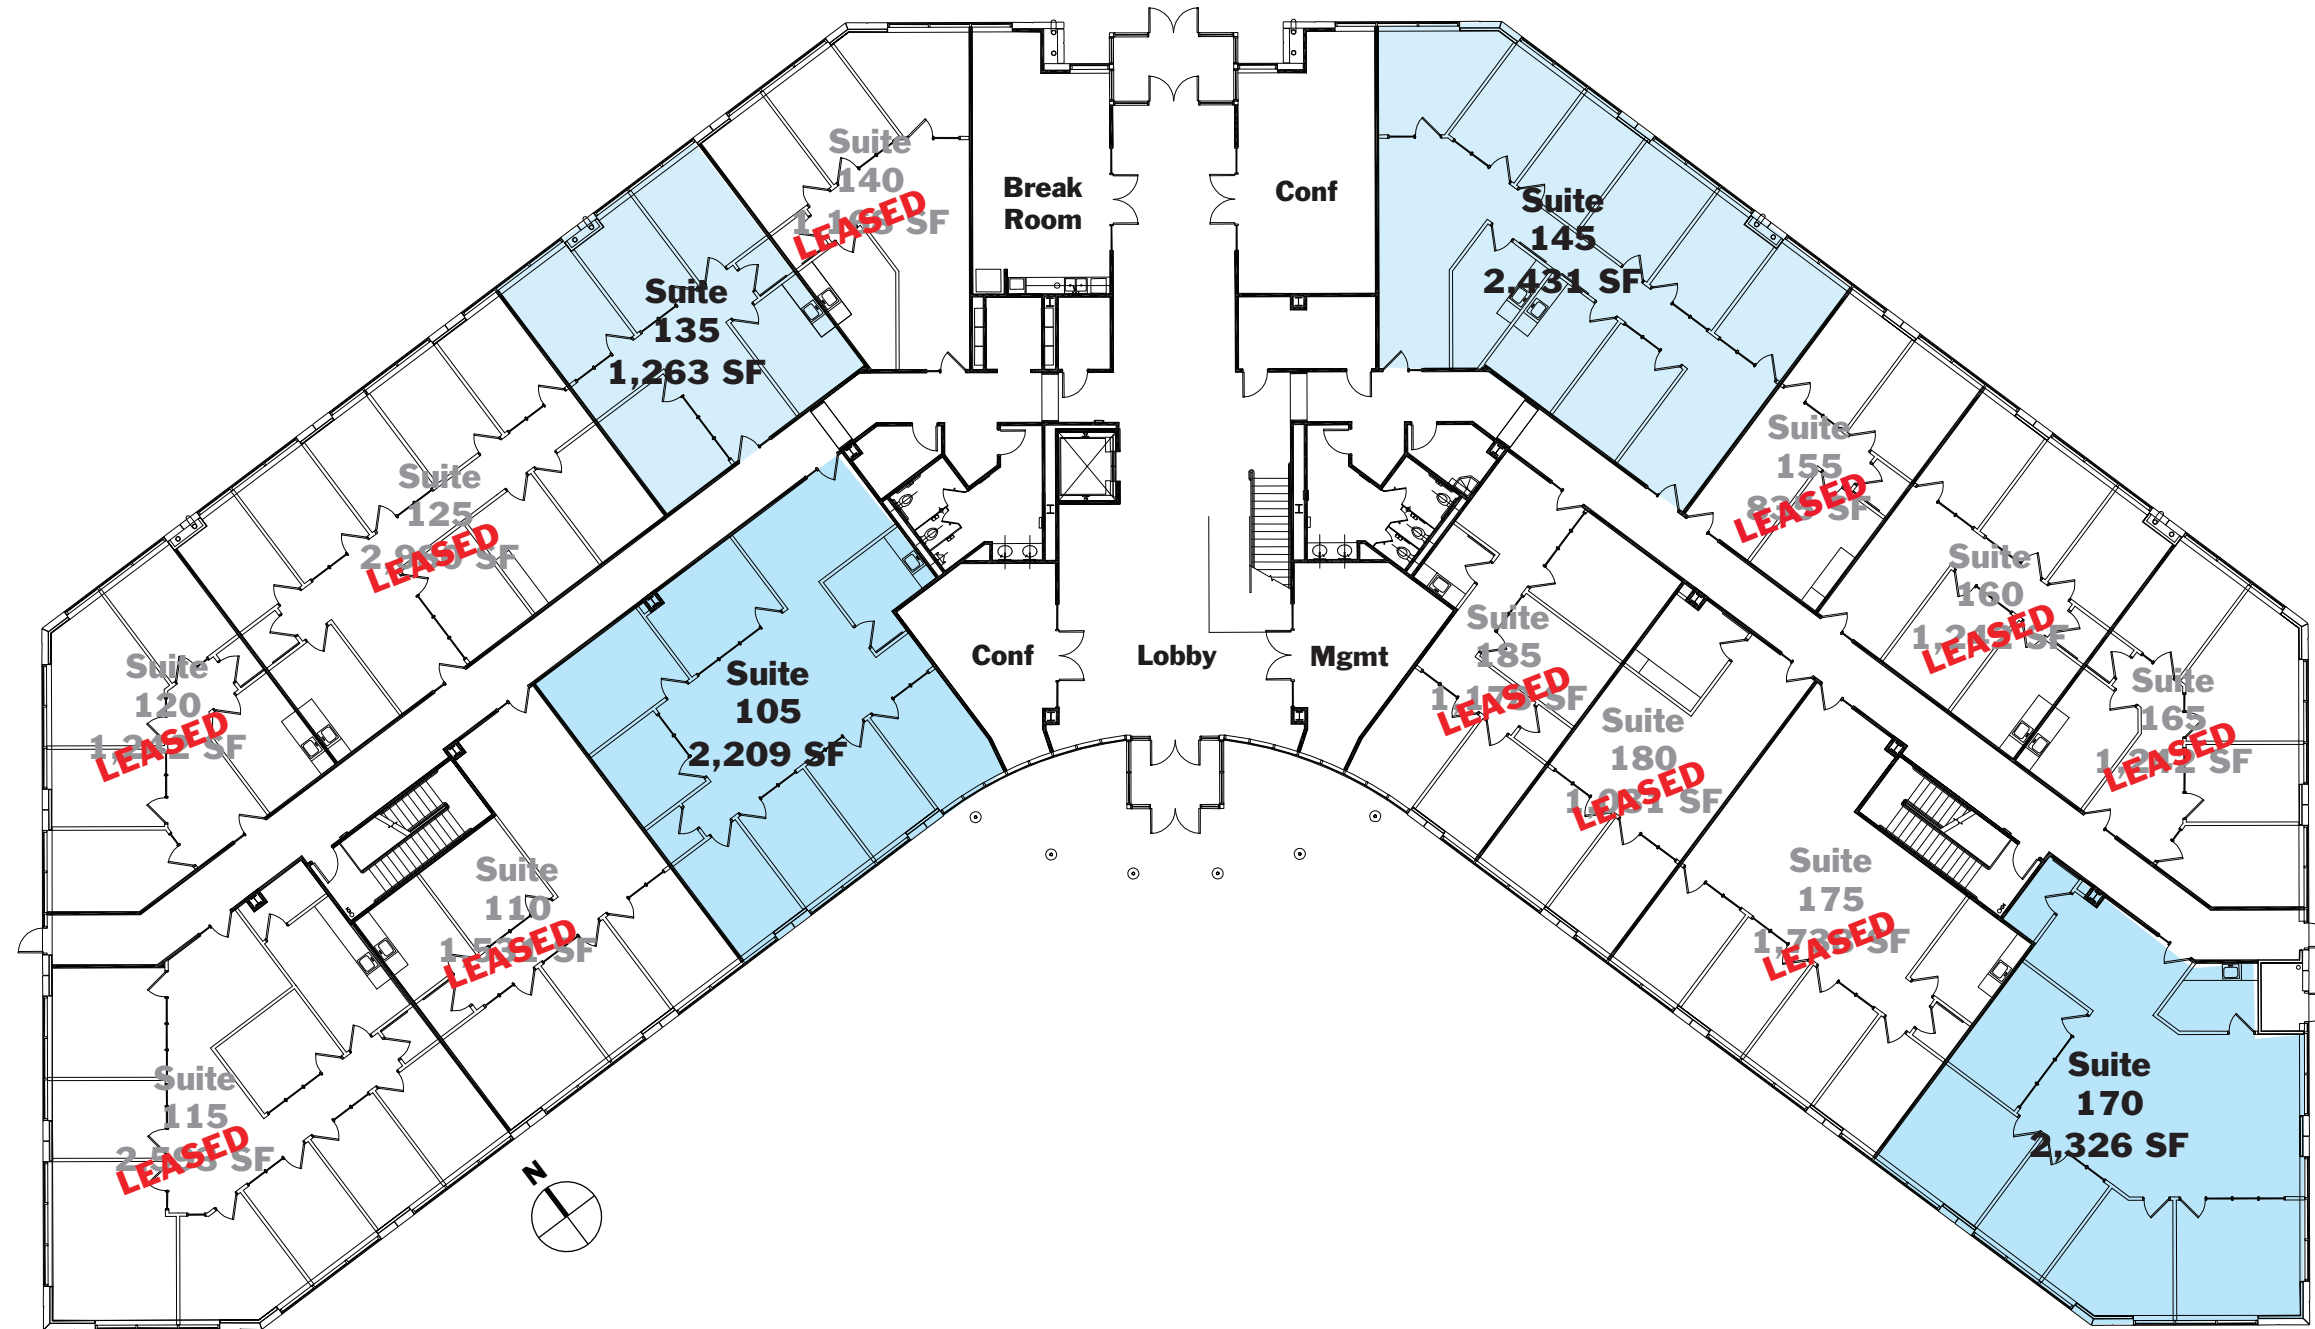 Suite
140
LEASED
Break
Room
Conf
Suite
145
2,431 SF
Suite
135
1,263 SF
Suite
125
LEASED
Suite
155
LEASED
Suite
160
LEASED
Suite
120
LEASED
Suite
105
2,209 SF
Conf
Lobby
Mgmt
Suite
185
LEASED
Suite
180
LEASED
Suite
165
LEASED
Suite
110
LEASED
Suite
175
LEASED
Suite
115
LEASED
Suite
170
2,326 SF
N